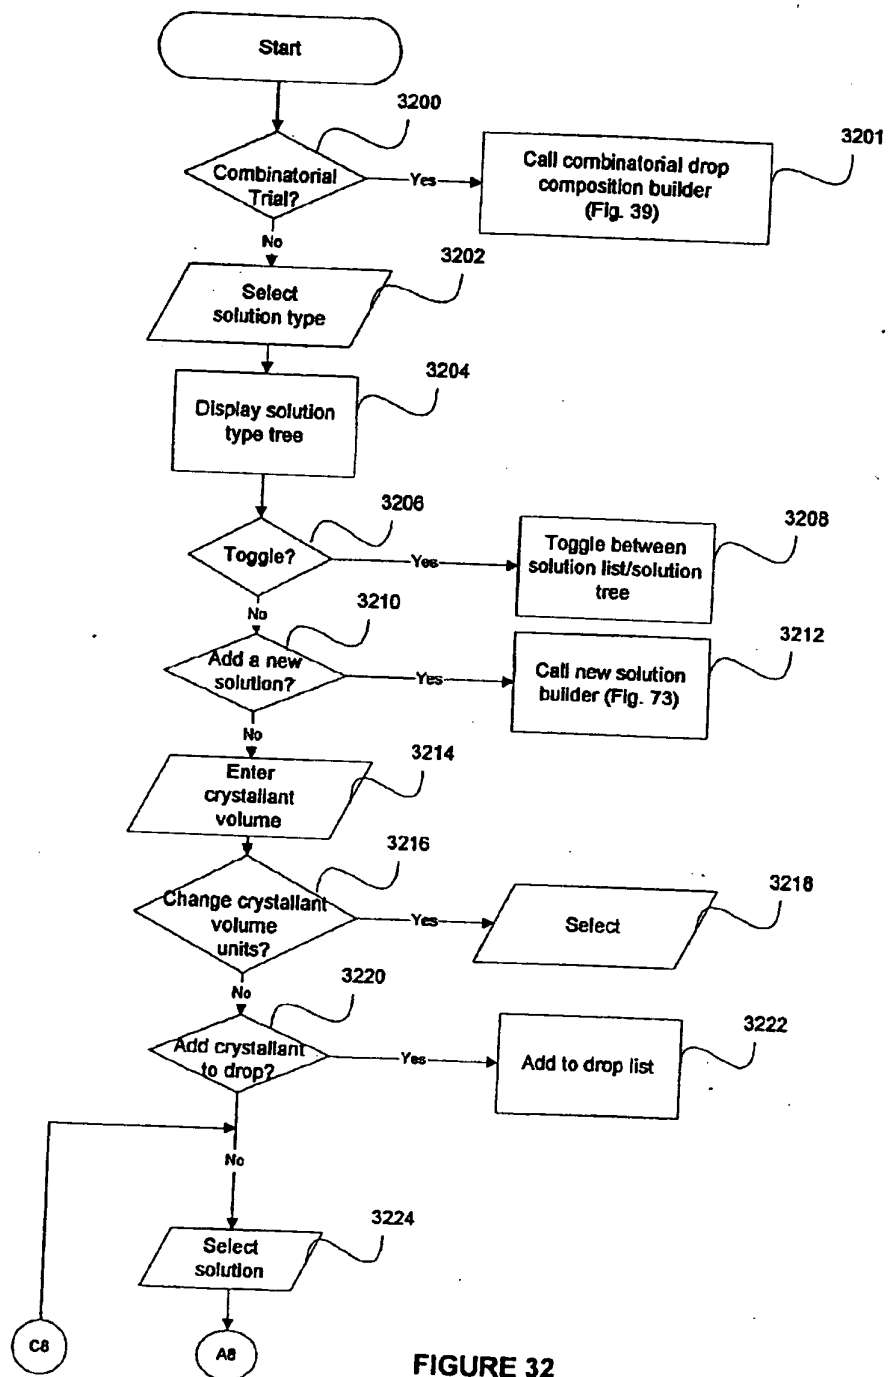 Start
3200
Combinatorial
Trial?
Yes
Call combinatorial drop
composition builder
(Fig. 39)
3201
No
3202
Select
solution type
3204
Display solution
type tree
3206
Toggle?
Yes
Toggle between
solution list/solution
tree
3208
No
3210
Add a new
solution?
Yes
Call new solution
builder (Fig. 73)
3212
No
3214
Enter
crystallant
volume
3216
Change crystallant
volume
units?
Yes
Select
3218
No
3220
Add crystallant
to drop?
Yes
Add to drop list
3222
No
3224
Select
solution
C8
A8
FIGURE 32